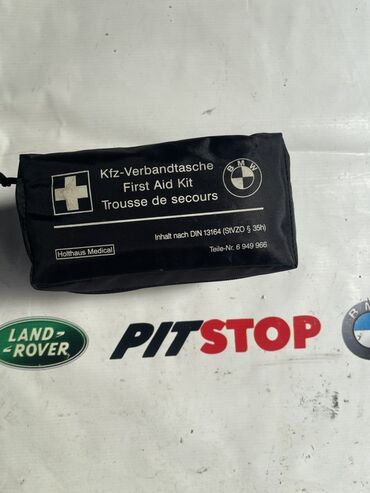 Kfz-Verbandtasche
First Aid Kit
Trousse de secours
BMW
Inhalt nach DIN 13164 (StVZO § 35h)
Holthaus Medical
Teile-Nr. 6 949 966
LAND-
ROVER
PITSTOP
BM